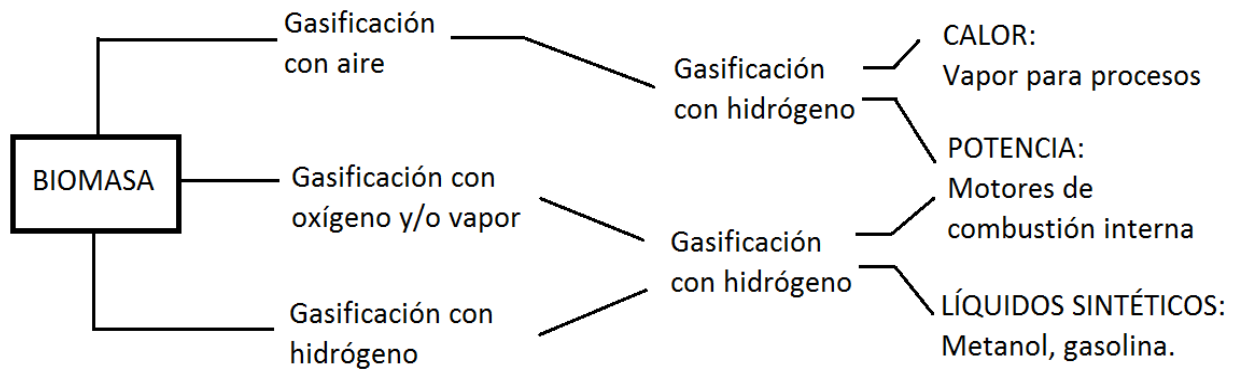 BIOMASA
Gasificación
con aire
Gasificación con
oxígeno y/o vapor
Gasificación con
hidrógeno
Gasificación
con hidrógeno
Gasificación
con hidrógeno
CALOR:
Vapor para procesos
POTENCIA:
Motores de
combustión interna
LÍQUIDOS SINTÉTICOS:
Metanol, gasolina.